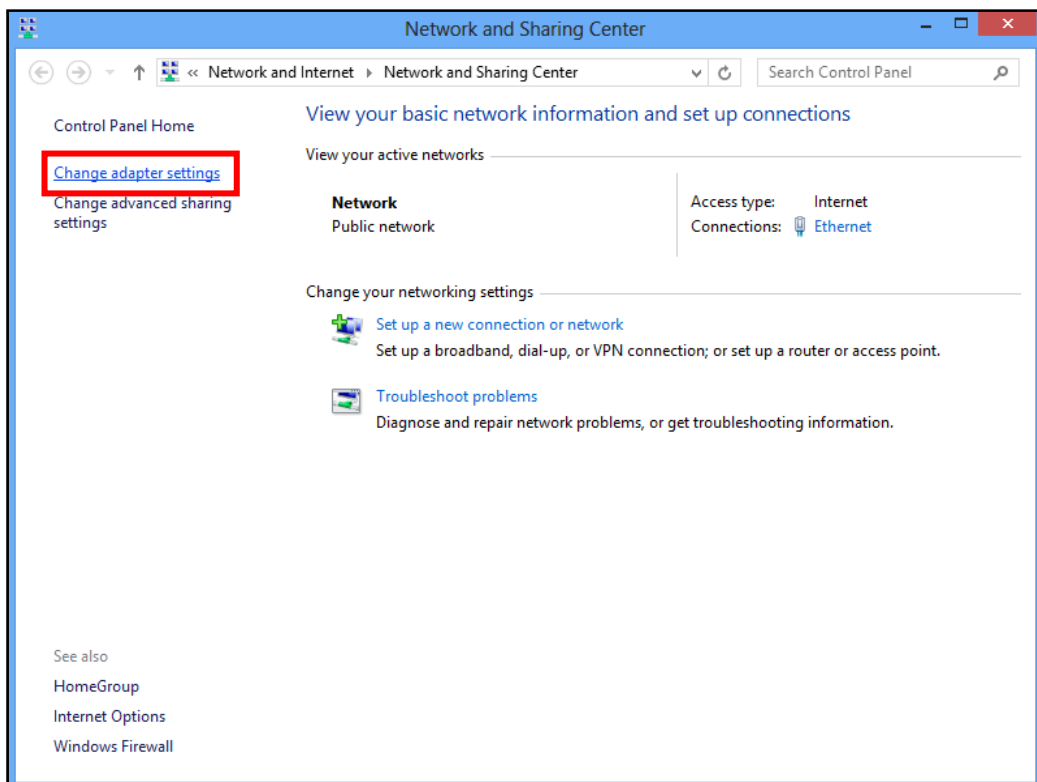 Network and Sharing Center
« Network and Internet Network and Sharing Center
Search Control Panel
Control Panel Home
Change adapter settings
Change advanced sharing
settings
View your basic network information and set up connections
View your active networks
Network
Public network
Access type: Internet
Connections: Ethernet
Change your networking settings
Set up a new connection or network
Set up a broadband, dial-up, or VPN connection; or set up a router or access point.
Troubleshoot problems
Diagnose and repair network problems, or get troubleshooting information.
See also
HomeGroup
Internet Options
Windows Firewall